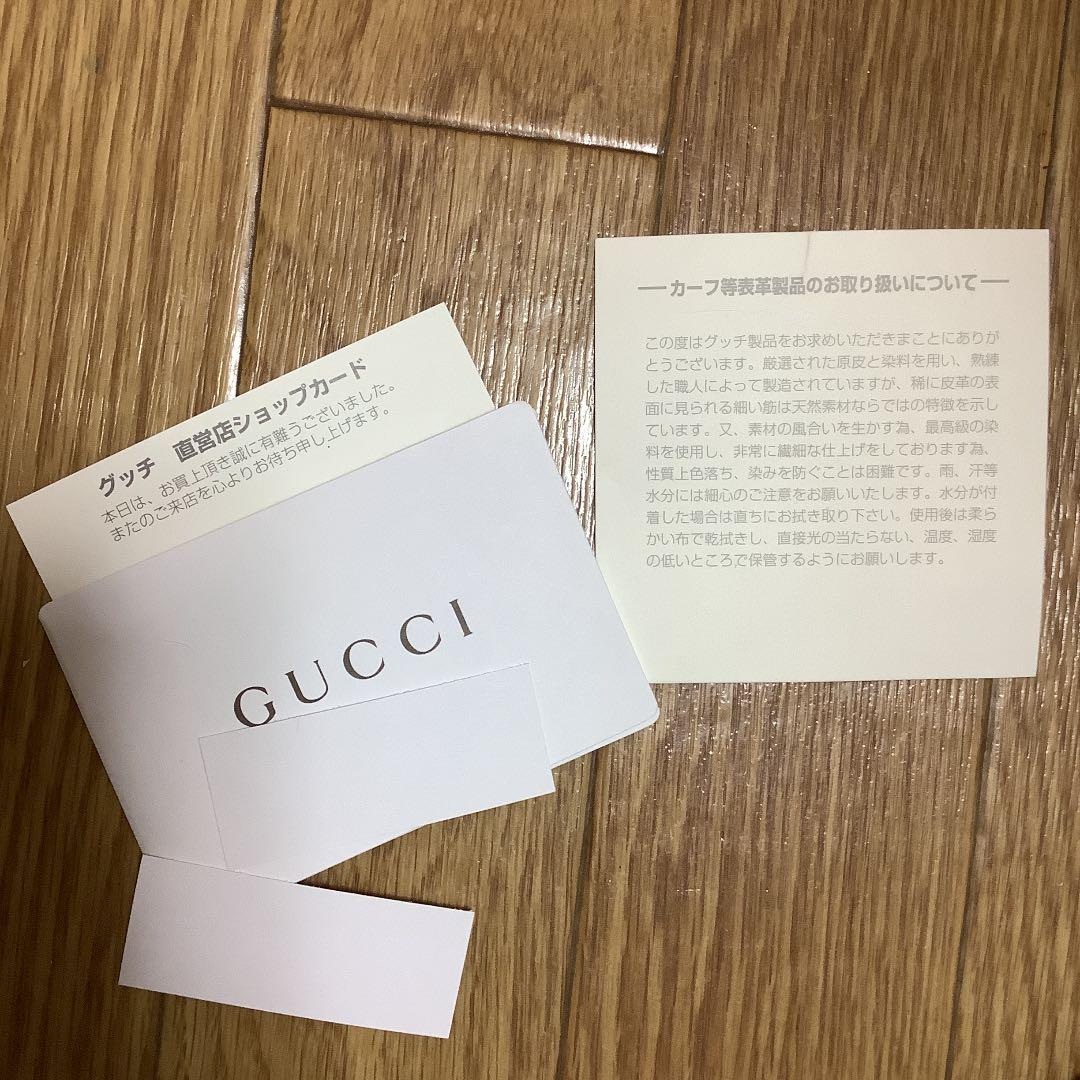 グッチ 直営店ショップカード
本日は、お買上頂き誠に有難うございました。
またのご来店を心よりお待ち申し上げます。
GUCCI
カーフ等表革製品のお取り扱いについて
この度はグッチ製品をお求めいただきまことにありが
とうございます。厳選された原皮と染料を用い、熟練
した職人によって製造されていますが、稀に皮革の表
面に見られる細い筋は天然素材ならではの特徴を示し
ています。又、素材の風合いを生かす為、最高級の染
料を使用し、非常に繊細な仕上げをしております為、
性質上色落ち、染みを防ぐことは困難です。雨、汗等
水分には細心のご注意をお願いいたします。水分が付
着した場合は直ちにお拭き取り下さい。使用後は柔ら
かい布で乾拭きし、直接光の当たらない、温度、湿度
の低いところで保管するようにお願いします。